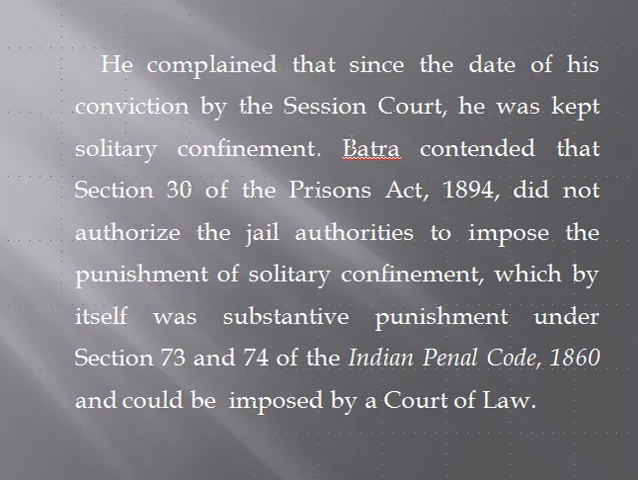 He complained that since the date of his
conviction by the Session Court, he was kept
solitary confinement. Batra contended that
Section 30 of the Prisons Act, 1894, did not
authorize the jail authorities to impose the
punishment of solitary confinement, which by
itself was substantive punishment under
Section 73 and 74 of the Indian Penal Code, 1860
and could be imposed by a Court of Law.